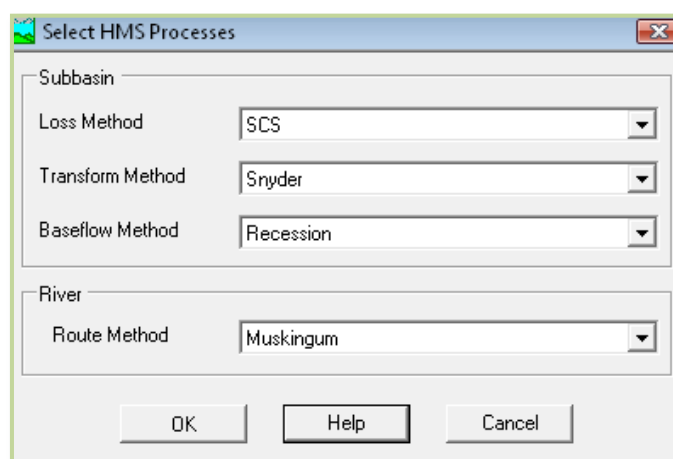 Select HMS Processes
Subbasin
Loss Method SCS
Transform Method Snyder
Baseflow Method Recession
River
Route Method Muskingum
OK Help Cancel